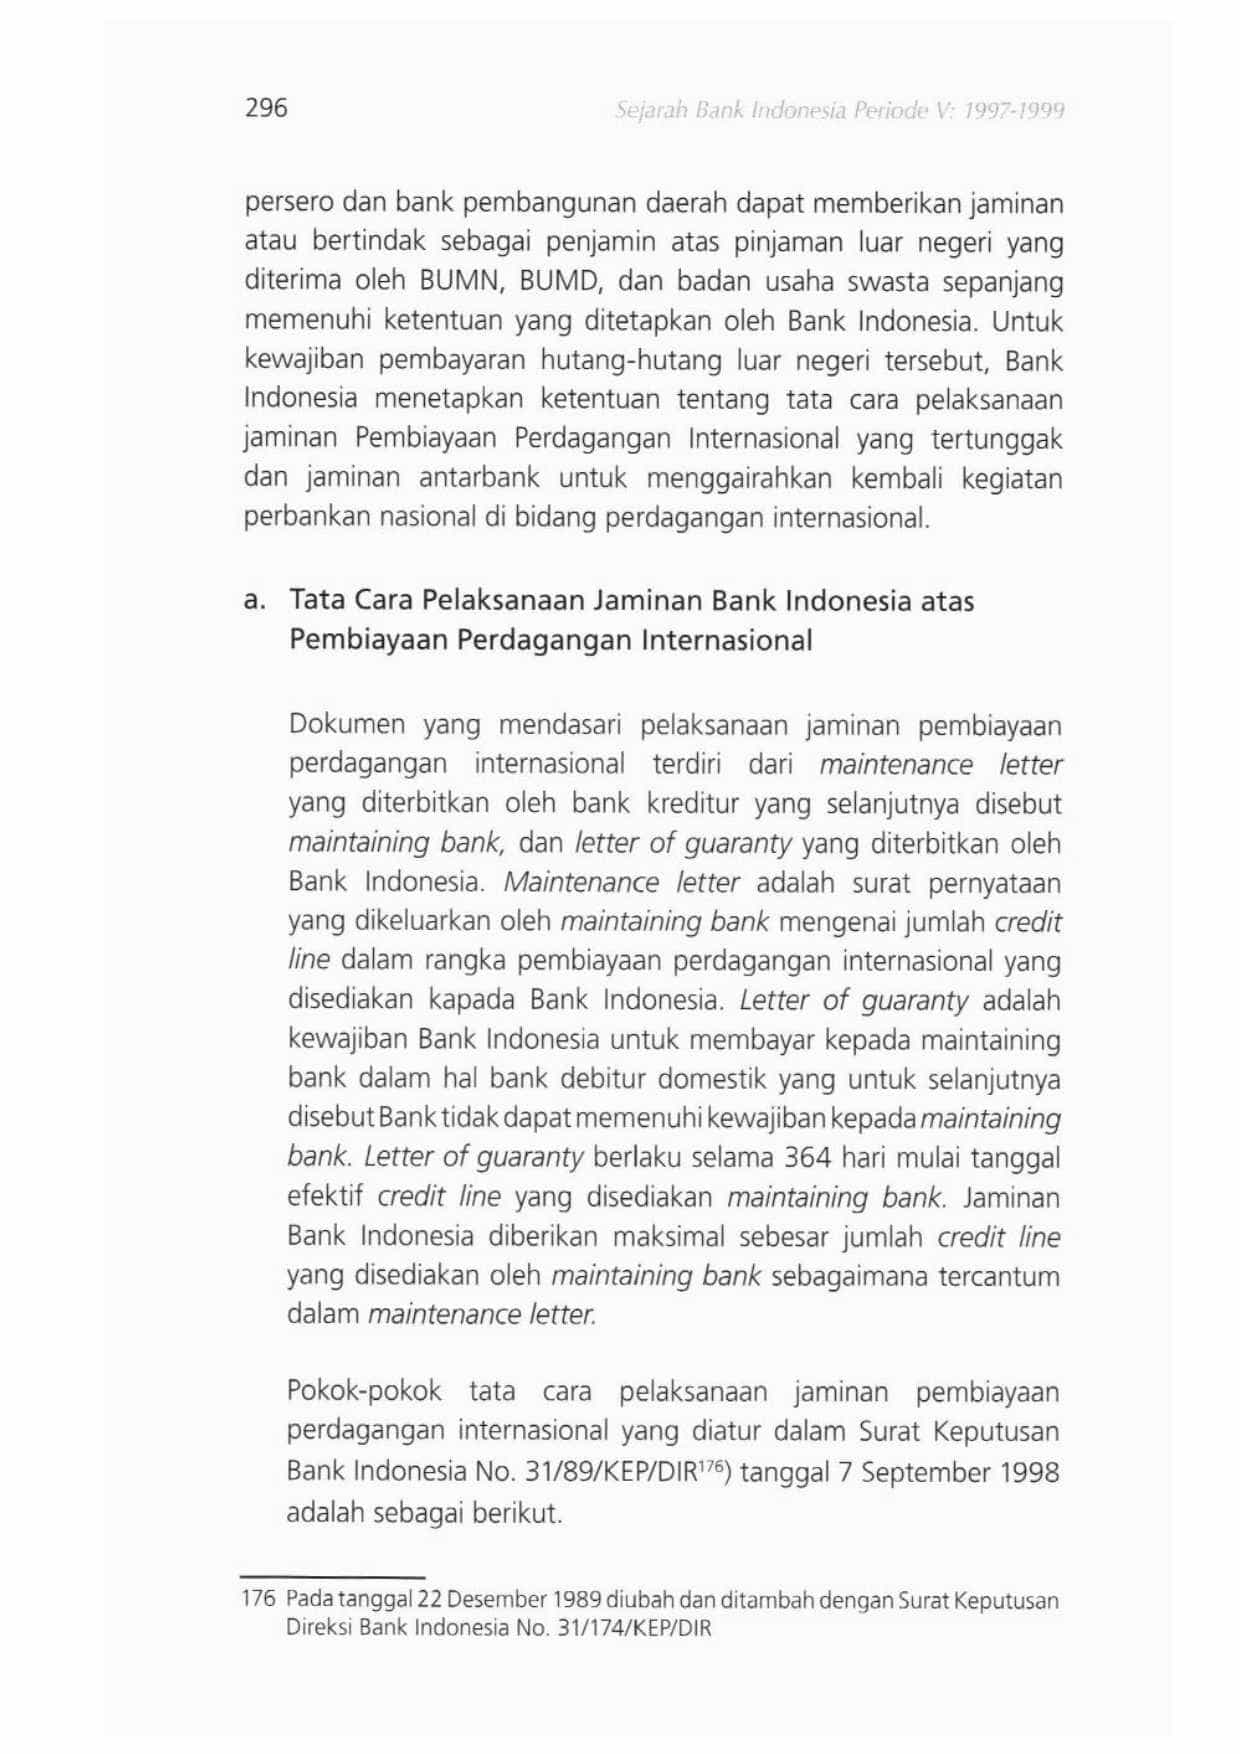 296
Sejarah Bank Indonesia Periode V: 1997-1999
persero dan bank pembangunan daerah dapat memberikan jaminan
atau bertindak sebagai penjamin atas pinjaman luar negeri yang
diterima oleh BUMN, BUMD, dan badan usaha swasta sepanjang
memenuhi ketentuan yang ditetapkan oleh Bank Indonesia. Untuk
kewajiban pembayaran hutang-hutang luar negeri tersebut, Bank
Indonesia menetapkan ketentuan tentang tata cara pelaksanaan
jaminan Pembiayaan Perdagangan Internasional yang tertunggak
dan jaminan antarbank untuk menggairahkan kembali kegiatan
perbankan nasional di bidang perdagangan internasional.
a. Tata Cara Pelaksanaan Jaminan Bank Indonesia atas
Pembiayaan Perdagangan Internasional
Dokumen yang mendasari pelaksanaan jaminan pembiayaan
perdagangan internasional terdiri dari maintenance letter
yang diterbitkan oleh bank kreditur yang selanjutnya disebut
maintaining bank, dan letter of guaranty yang diterbitkan oleh
Bank Indonesia. Maintenance letter adalah surat pernyataan
yang dikeluarkan oleh maintaining bank mengenai jumlah credit
line dalam rangka pembiayaan perdagangan internasional yang
disediakan kapada Bank Indonesia. Letter of guaranty adalah
kewajiban Bank Indonesia untuk membayar kepada maintaining
bank dalam hal bank debitur domestik yang untuk selanjutnya
disebut Bank tidak dapat memenuhi kewajiban kepada maintaining
bank. Letter of guaranty berlaku selama 364 hari mulai tanggal
efektif credit line yang disediakan maintaining bank. Jaminan
Bank Indonesia diberikan maksimal sebesar jumlah credit line
yang disediakan oleh maintaining bank sebagaimana tercantum
dalam maintenance letter.
Pokok-pokok tata cara pelaksanaan jaminan pembiayaan
perdagangan internasional yang diatur dalam Surat Keputusan
Bank Indonesia No. 31/89/KEP/DIR¹⁷⁶) tanggal 7 September 1998
adalah sebagai berikut.
176 Pada tanggal 22 Desember 1989 diubah dan ditambah dengan Surat Keputusan
Direksi Bank Indonesia No. 31/174/KEP/DIR